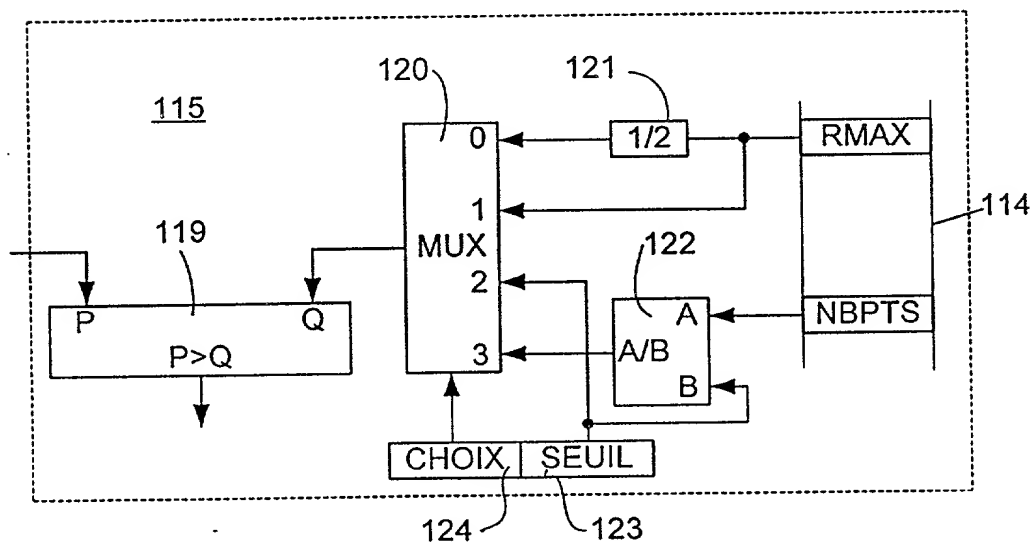 120
121
115
0
1/2
RMAX
1
114
119
MUX
122
2
P
Q
A
NBPTS
P>Q
3
A/B
B
CHOIX
SEUIL
124
123